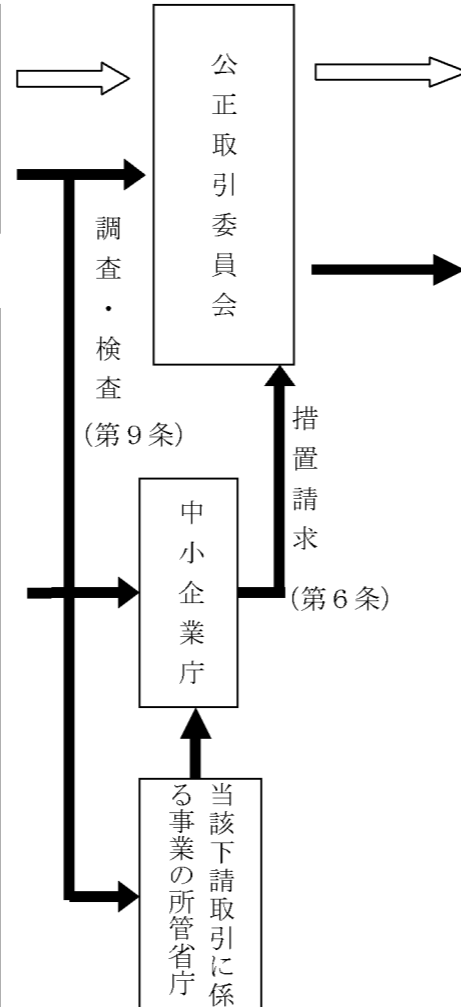 公正取引委員会
調査・検査
(第９条)
措置請求
(第６条)
中小企業庁
当該下請取引に係
る事業の所管省庁